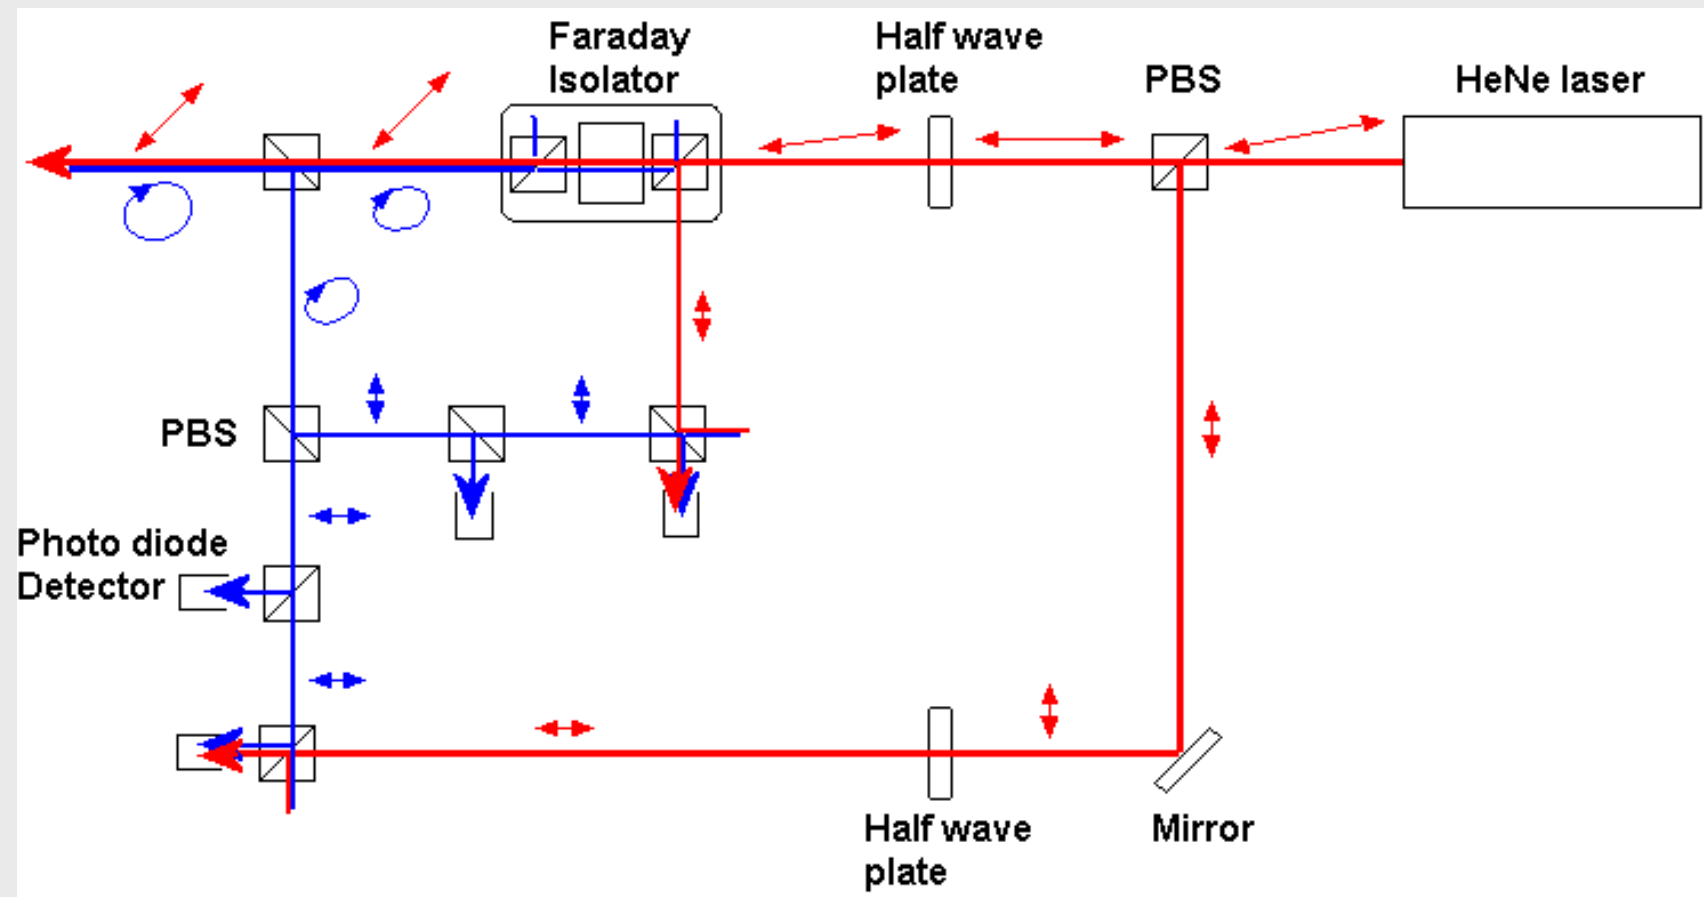 Faraday
Isolator
Half wave
plate
PBS
HeNe laser
PBS
Photo diode
Detector
Half wave
plate
Mirror